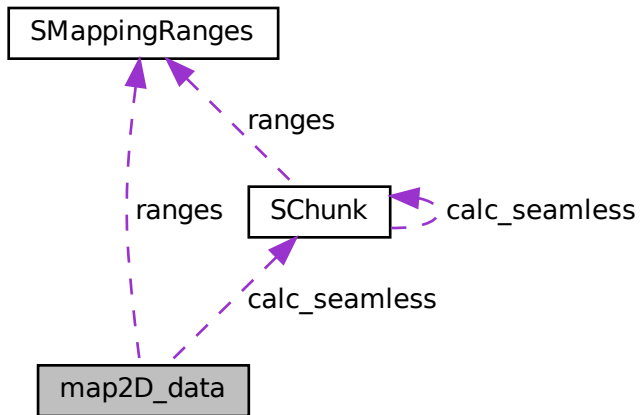 SMappingRanges
ranges
SChunk
calc_seamless
ranges
calc_seamless
map2D_data